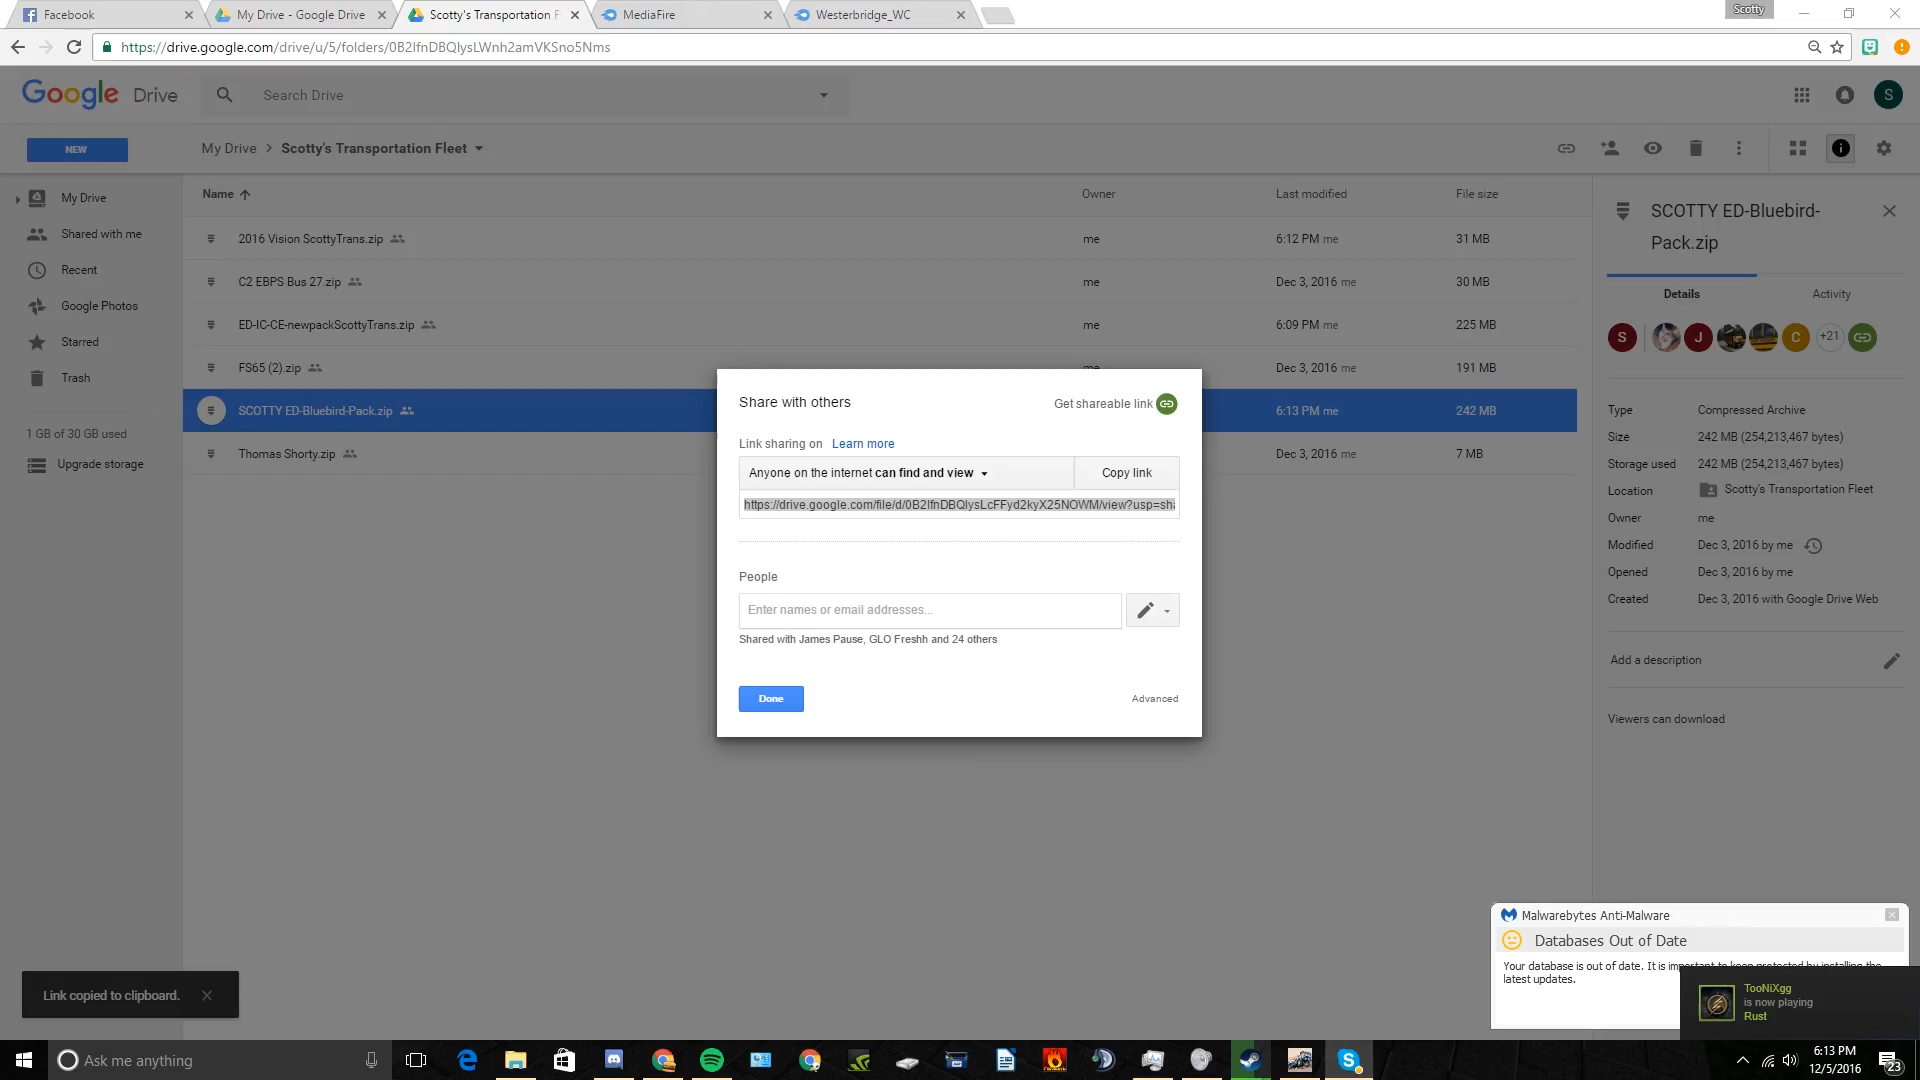 Facebook
My Drive - Google Drive
Scotty's Transportation F
MediaFire
Westerbridge_WC
Scotty
https://drive.google.com/drive/u/5/folders/0B2IfnDBQIysLWnh2amVKSno5Nms
Google Drive
Search Drive
S
NEW
My Drive > Scotty's Transportation Fleet
My Drive
Shared with me
Recent
Google Photos
Starred
Trash
1 GB of 30 GB used
Upgrade storage
Name Owner Last modified File size
2016 Vision ScottyTrans.zip me 6:12 PM me 31 MB
C2 EBPS Bus 27.zip me Dec 3, 2016 me 30 MB
ED-IC-CE-newpackScottyTrans.zip me 6:09 PM me 225 MB
FS65 (2).zip me Dec 3, 2016 me 191 MB
SCOTTY ED-Bluebird-Pack.zip 6:13 PM me 242 MB
Thomas Shorty.zip Dec 3, 2016 me 7 MB
Share with others
Get shareable link
Link sharing on Learn more
Anyone on the internet can find and view
Copy link
https://drive.google.com/file/d/0B2IfnDBQIysLcFFyd2kyX25NOWM/view?usp=sha
People
Enter names or email addresses...
Shared with James Pause, GLO Freshh and 24 others
Done
Advanced
SCOTTY ED-Bluebird-
Pack.zip
Details Activity
S J C +21
Type Compressed Archive
Size 242 MB (254,213,467 bytes)
Storage used 242 MB (254,213,467 bytes)
Location Scotty's Transportation Fleet
Owner me
Modified Dec 3, 2016 by me
Opened Dec 3, 2016 by me
Created Dec 3, 2016 with Google Drive Web
Add a description
Viewers can download
Link copied to clipboard.
Malwarebytes Anti-Malware
Databases Out of Date
Your database is out of date. It is important to keep protected by installing the
latest updates.
TooNiXgg
is now playing
Rust
Ask me anything
6:13 PM
12/5/2016
23